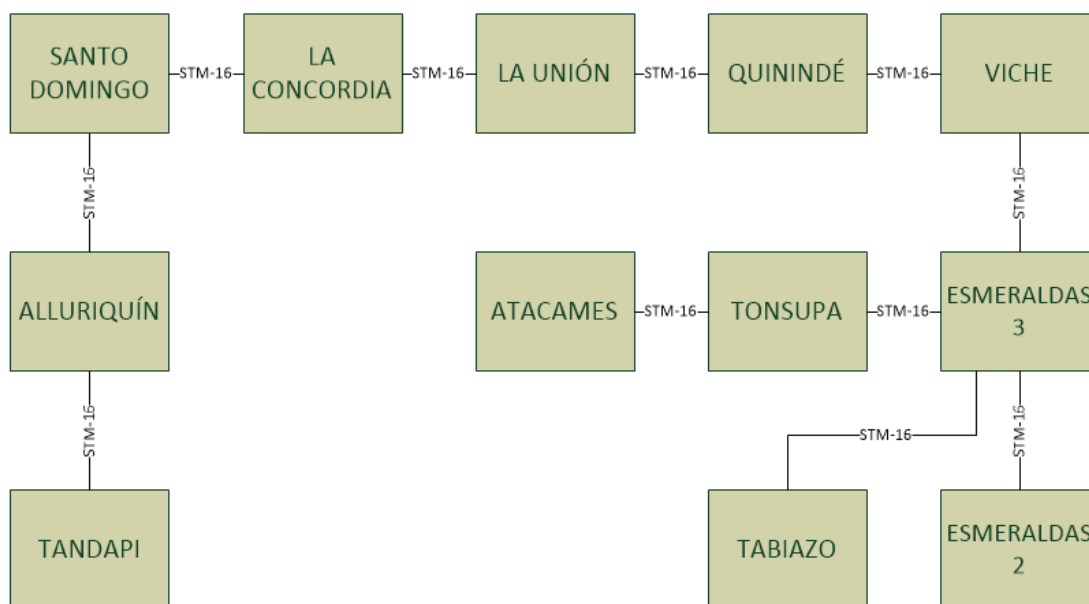 SANTO
DOMINGO
STM-16
LA
CONCORDIA
STM-16
LA UNIÓN
STM-16
QUININDÉ
STM-16
VICHE
STM-16
STM-16
ALLURIQUÍN
ATACAMES
STM-16
TONSUPA
STM-16
ESMERALDAS
3
STM-16
STM-16
STM-16
TANDAPI
TABIAZO
ESMERALDAS
2